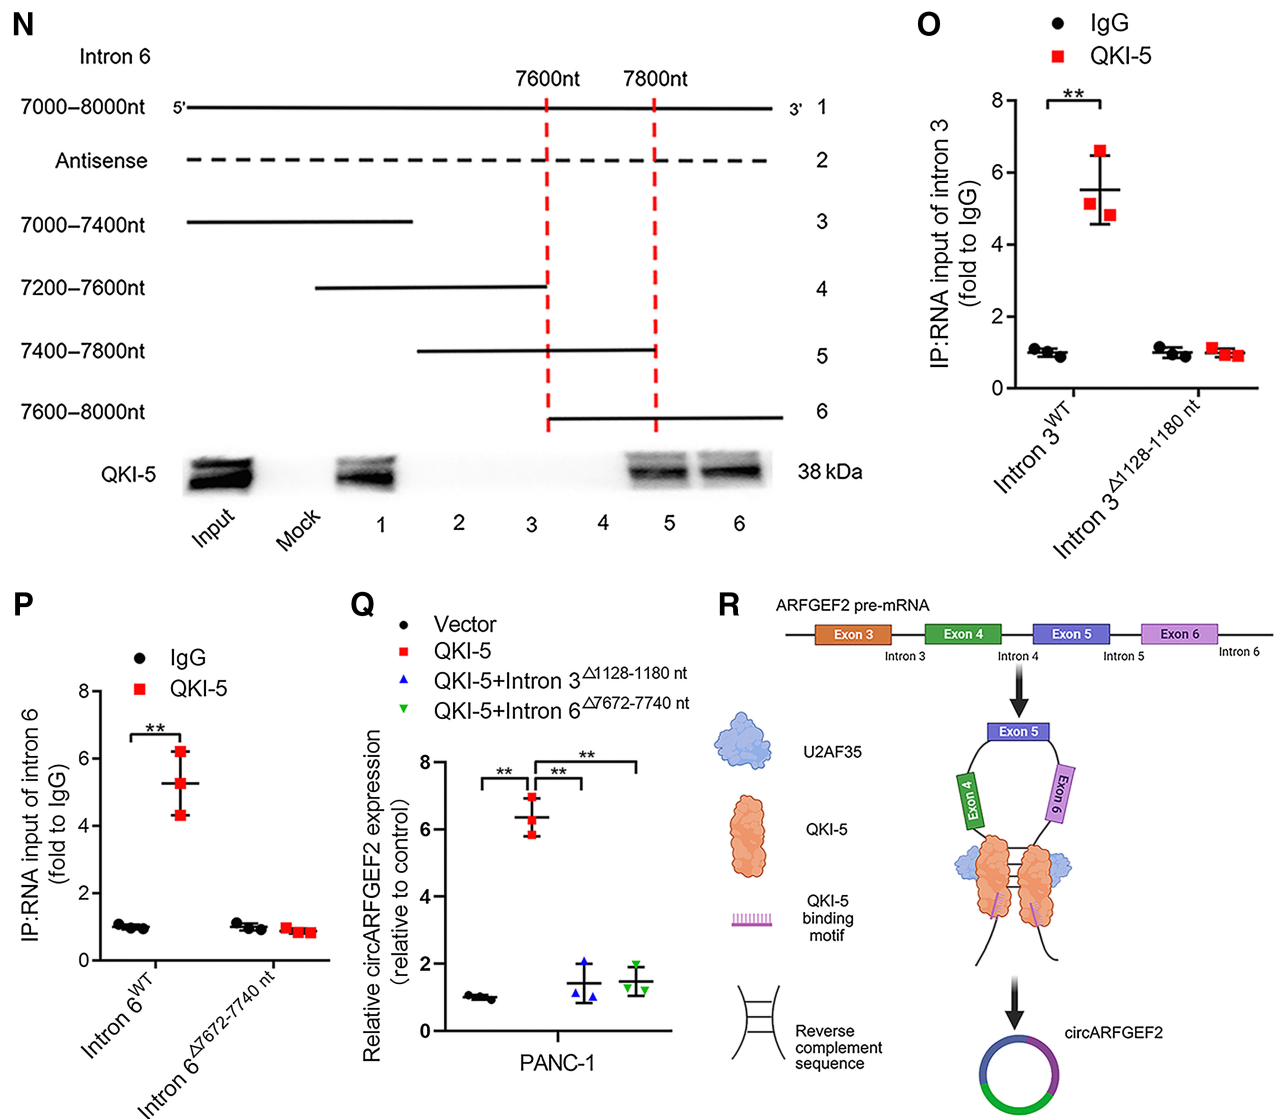 N
Intron 6
7600nt 7800nt
7000–8000nt 5' 3' 1
Antisense 2
7000–7400nt 3
7200–7600nt 4
7400–7800nt 5
7600–8000nt 6
QKI-5 38 kDa
Input Mock 1 2 3 4 5 6
O
IgG
QKI-5
**
IP:RNA input of intron 3
(fold to IgG)
8
6
4
2
0
Intron 3WT
Intron 3Δ1128-1180 nt
P
IgG
QKI-5
**
IP:RNA input of intron 6
(fold to IgG)
8
6
4
2
0
Intron 6WT
Intron 6Δ7672-7740 nt
Q
Vector
QKI-5
QKI-5+Intron 3Δ1128-1180 nt
QKI-5+Intron 6Δ7672-7740 nt
**
** **
Relative circARFGEF2 expression
(relative to control)
8
6
4
2
0
PANC-1
R
ARFGEF2 pre-mRNA
Exon 3 Exon 4 Exon 5 Exon 6
Intron 3 Intron 4 Intron 5 Intron 6
Exon 5
Exon 4
Exon 6
U2AF35
QKI-5
QKI-5
binding
motif
Reverse
complement
sequence
circARFGEF2